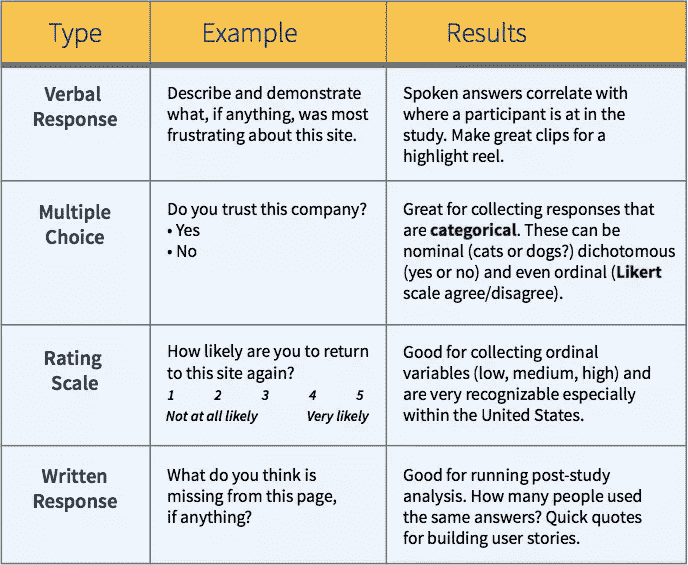 Type
Example
Results
Verbal
Response
Describe and demonstrate
what, if anything, was most
frustrating about this site.
Spoken answers correlate with
where a participant is at in the
study. Make great clips for a
highlight reel.
Multiple
Choice
Do you trust this company?
• Yes
• No
Great for collecting responses that
are categorical. These can be
nominal (cats or dogs?) dichotomous
(yes or no) and even ordinal (Likert
scale agree/disagree).
Rating
Scale
How likely are you to return
to this site again?
1 2 3 4 5
Not at all likely Very likely
Good for collecting ordinal
variables (low, medium, high) and
are very recognizable especially
within the United States.
Written
Response
What do you think is
missing from this page,
if anything?
Good for running post-study
analysis. How many people used
the same answers? Quick quotes
for building user stories.